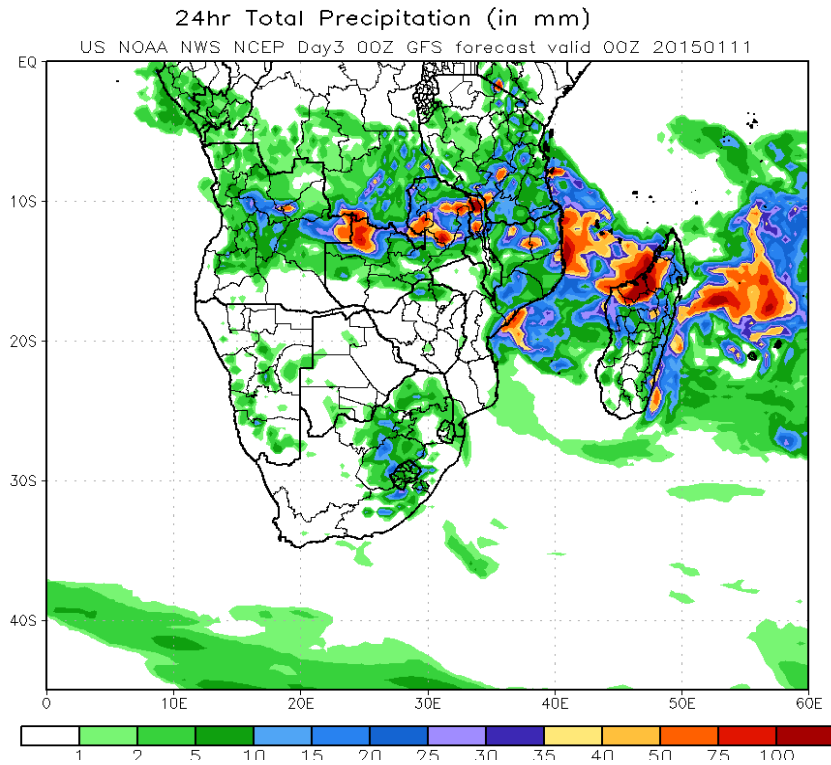 24hr Total Precipitation (in mm)
US NOAA NWS NCEP Day3 00Z GFS forecast valid 00Z 20150111
EQ
10S
20S
30S
40S
0 10E 20E 30E 40E 50E 60E
1 2 5 10 15 20 25 30 35 40 50 75 100